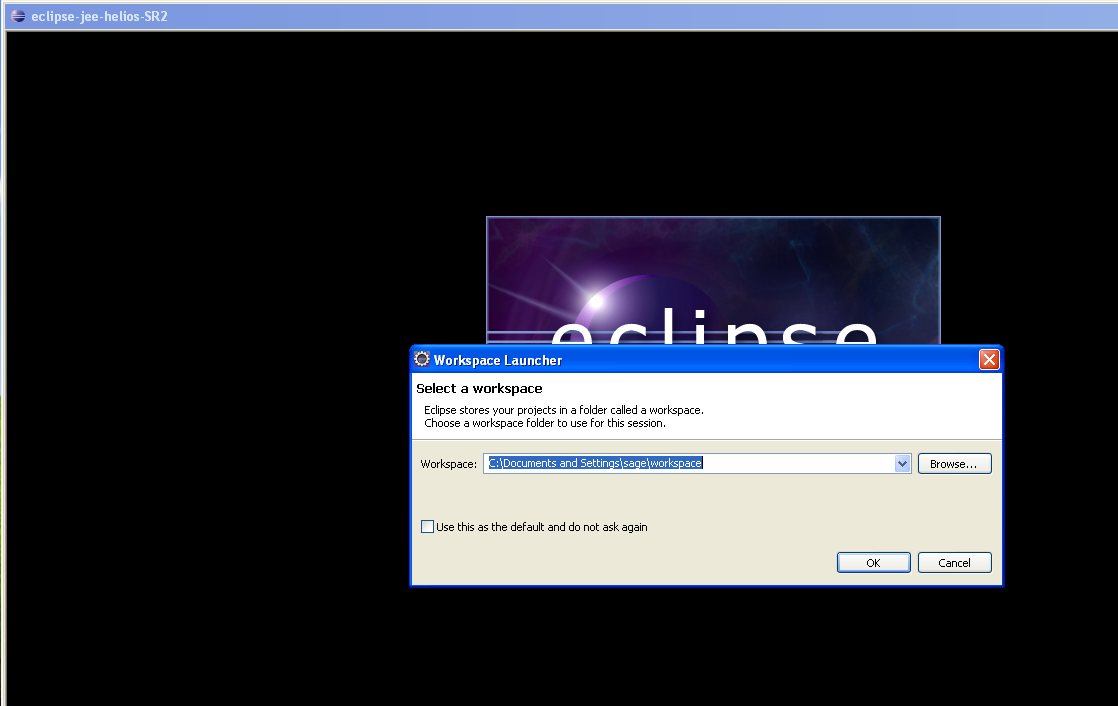 eclipse-jee-helios-SR2
eclipse
Workspace Launcher
Select a workspace
Eclipse stores your projects in a folder called a workspace.
Choose a workspace folder to use for this session.
Workspace: C:\Documents and Settings\sage\workspace Browse...
Use this as the default and do not ask again
OK Cancel